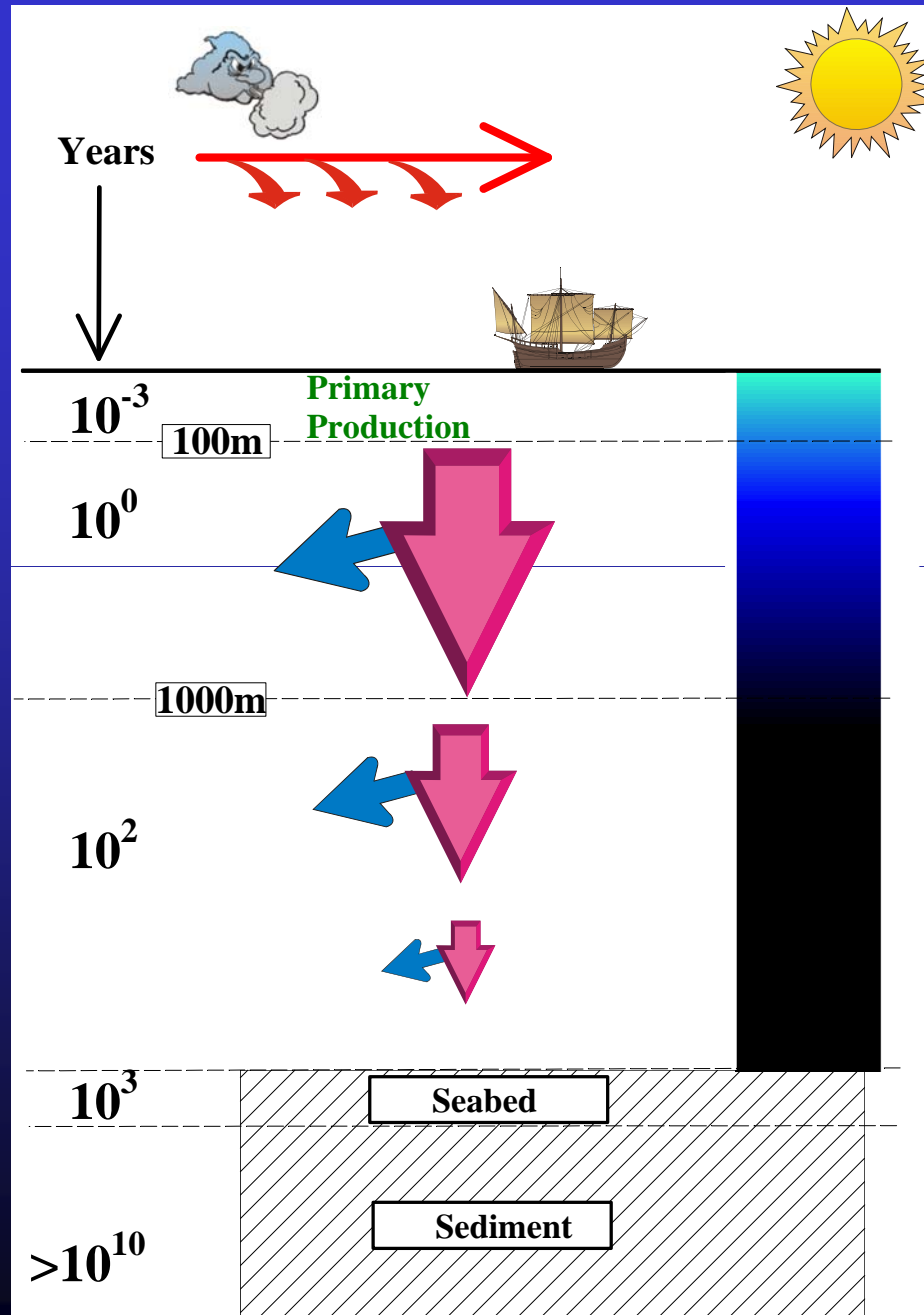 Years
Primary
Production
10⁻³
100m
10⁰
1000m
10²
10³
Seabed
Sediment
>10¹⁰